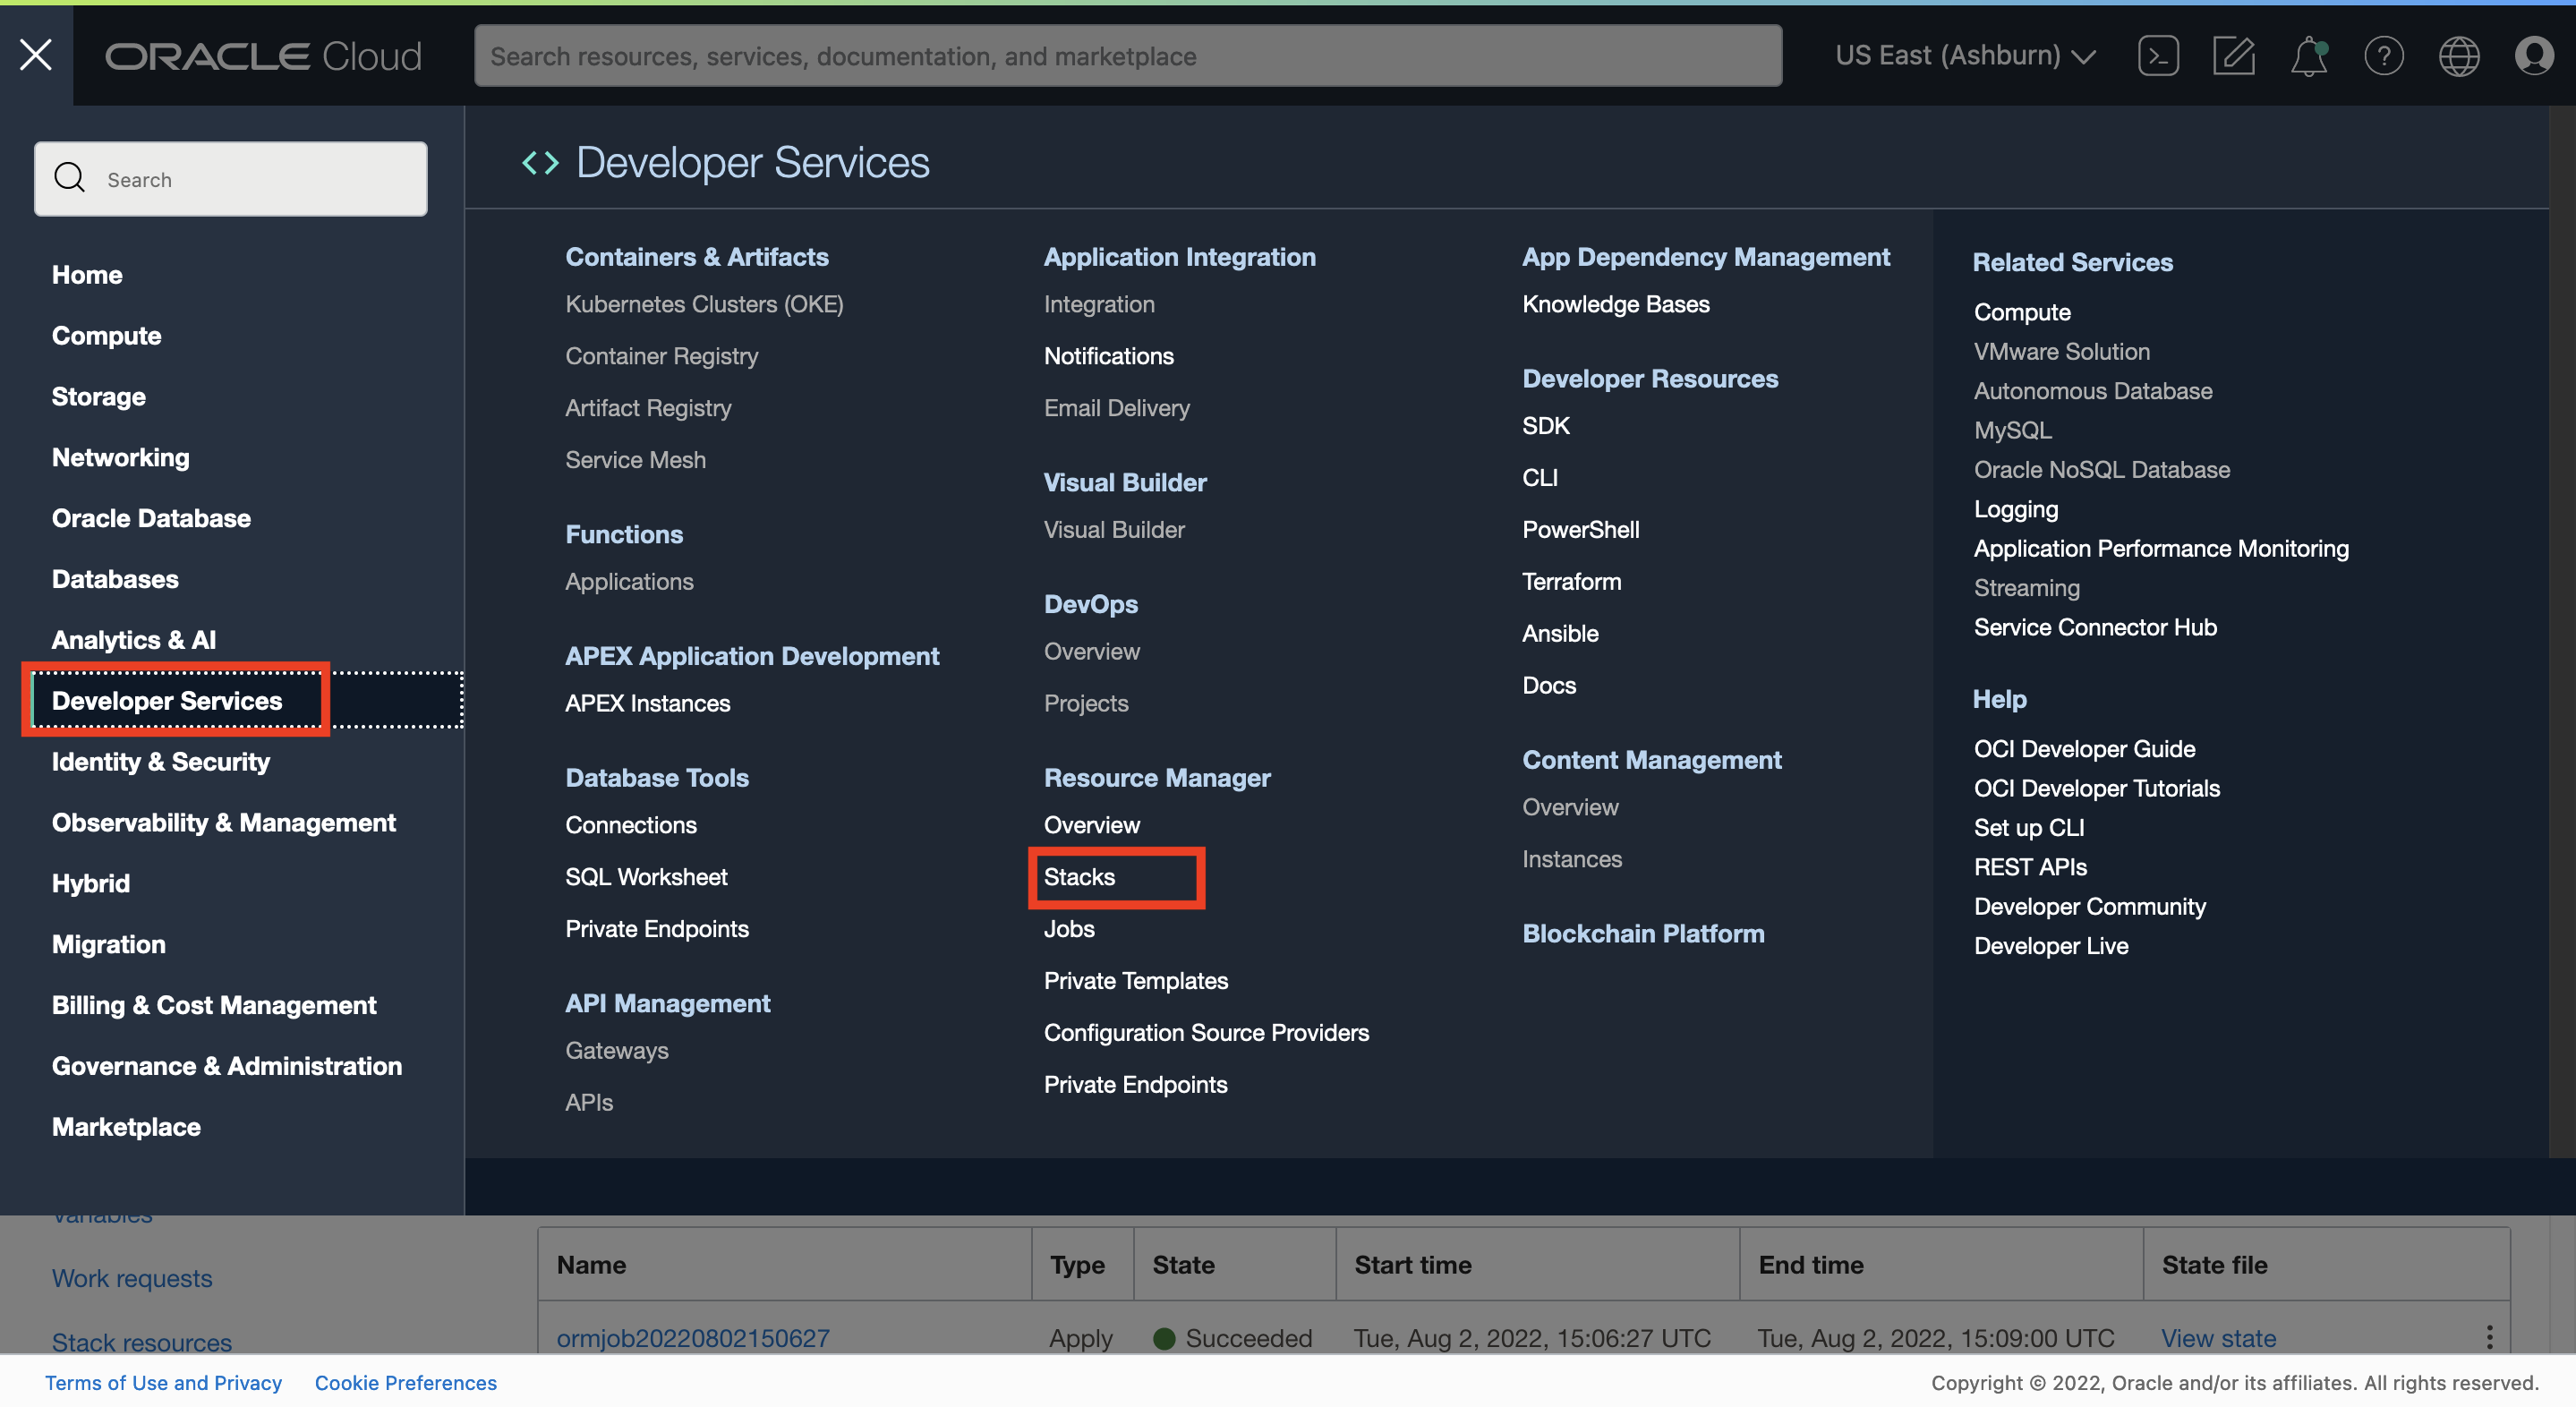 ORACLE Cloud
Search resources, services, documentation, and marketplace
US East (Ashburn)
Search
Home
Compute
Storage
Networking
Oracle Database
Databases
Analytics & AI
Developer Services
Identity & Security
Observability & Management
Hybrid
Migration
Billing & Cost Management
Governance & Administration
Marketplace
Developer Services
Containers & Artifacts
Kubernetes Clusters (OKE)
Container Registry
Artifact Registry
Service Mesh
Functions
Applications
APEX Application Development
APEX Instances
Database Tools
Connections
SQL Worksheet
Private Endpoints
API Management
Gateways
APIs
Application Integration
Integration
Notifications
Email Delivery
Visual Builder
Visual Builder
DevOps
Overview
Projects
Resource Manager
Overview
Stacks
Jobs
Private Templates
Configuration Source Providers
Private Endpoints
App Dependency Management
Knowledge Bases
Developer Resources
SDK
CLI
PowerShell
Terraform
Ansible
Docs
Content Management
Overview
Instances
Blockchain Platform
Related Services
Compute
VMware Solution
Autonomous Database
MySQL
Oracle NoSQL Database
Logging
Application Performance Monitoring
Streaming
Service Connector Hub
Help
OCI Developer Guide
OCI Developer Tutorials
Set up CLI
REST APIs
Developer Community
Developer Live
Variables
Work requests
Stack resources
Name Type State Start time End time State file
ormjob20220802150627 Apply Succeeded Tue, Aug 2, 2022, 15:06:27 UTC Tue, Aug 2, 2022, 15:09:00 UTC View state
Terms of Use and Privacy Cookie Preferences
Copyright © 2022, Oracle and/or its affiliates. All rights reserved.